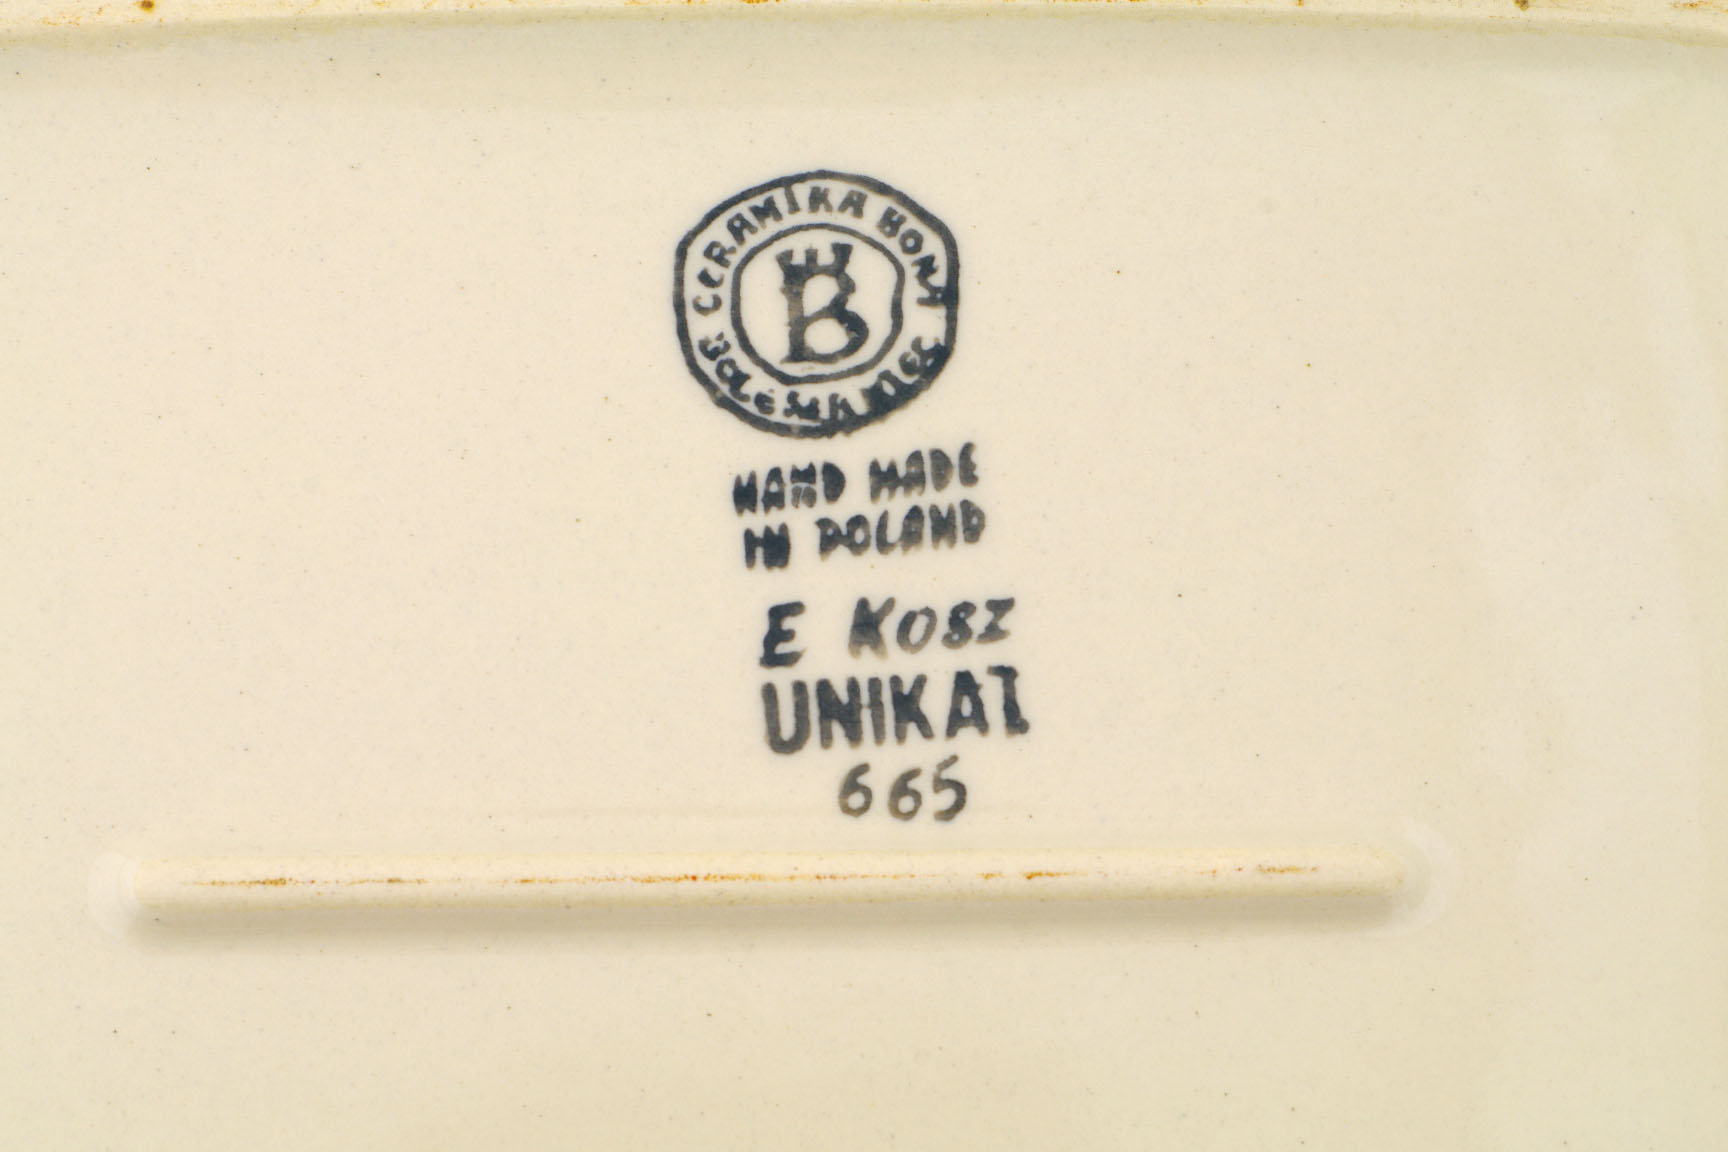 CERAMIKA BONA
BOLESŁAWIEC
B
HAND MADE
IN POLAND
E KOSZ
UNIKAT
665